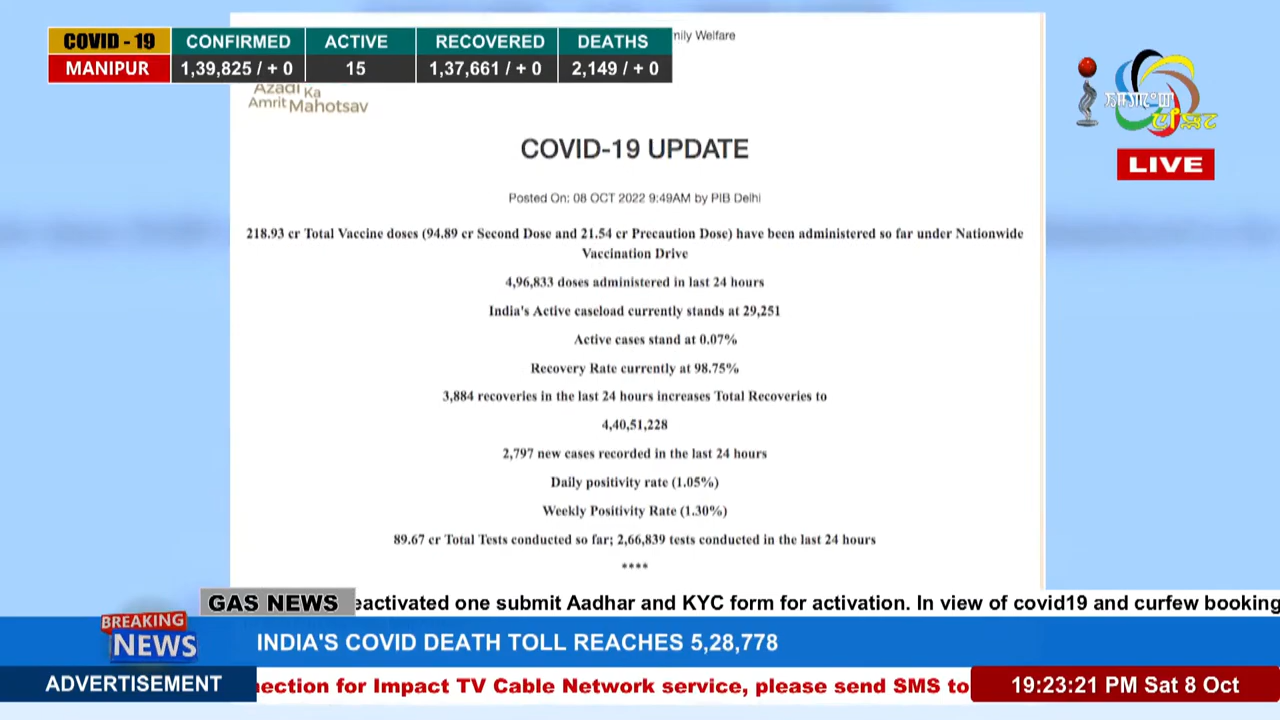 COVID - 19 CONFIRMED ACTIVE RECOVERED DEATHS
MANIPUR 1,39,825 / + 0 15 1,37,661 / + 0 2,149 / + 0
Welfare
Azadi Ka
Amrit Mahotsav
LIVE
COVID-19 UPDATE
Posted On: 08 OCT 2022 9:49AM by PIB Delhi
218.93 cr Total Vaccine doses (94.89 cr Second Dose and 21.54 cr Precaution Dose) have been administered so far under Nationwide
Vaccination Drive
4,96,833 doses administered in last 24 hours
India's Active caseload currently stands at 29,251
Active cases stand at 0.07%
Recovery Rate currently at 98.75%
3,884 recoveries in the last 24 hours increases Total Recoveries to
4,40,51,228
2,797 new cases recorded in the last 24 hours
Daily positivity rate (1.05%)
Weekly Positivity Rate (1.30%)
89.67 cr Total Tests conducted so far; 2,66,839 tests conducted in the last 24 hours
****
GAS NEWS eactivated one submit Aadhar and KYC form for activation. In view of covid19 and curfew booking
BREAKING
NEWS
INDIA'S COVID DEATH TOLL REACHES 5,28,778
ADVERTISEMENT nection for Impact TV Cable Network service, please send SMS to
19:23:21 PM Sat 8 Oct